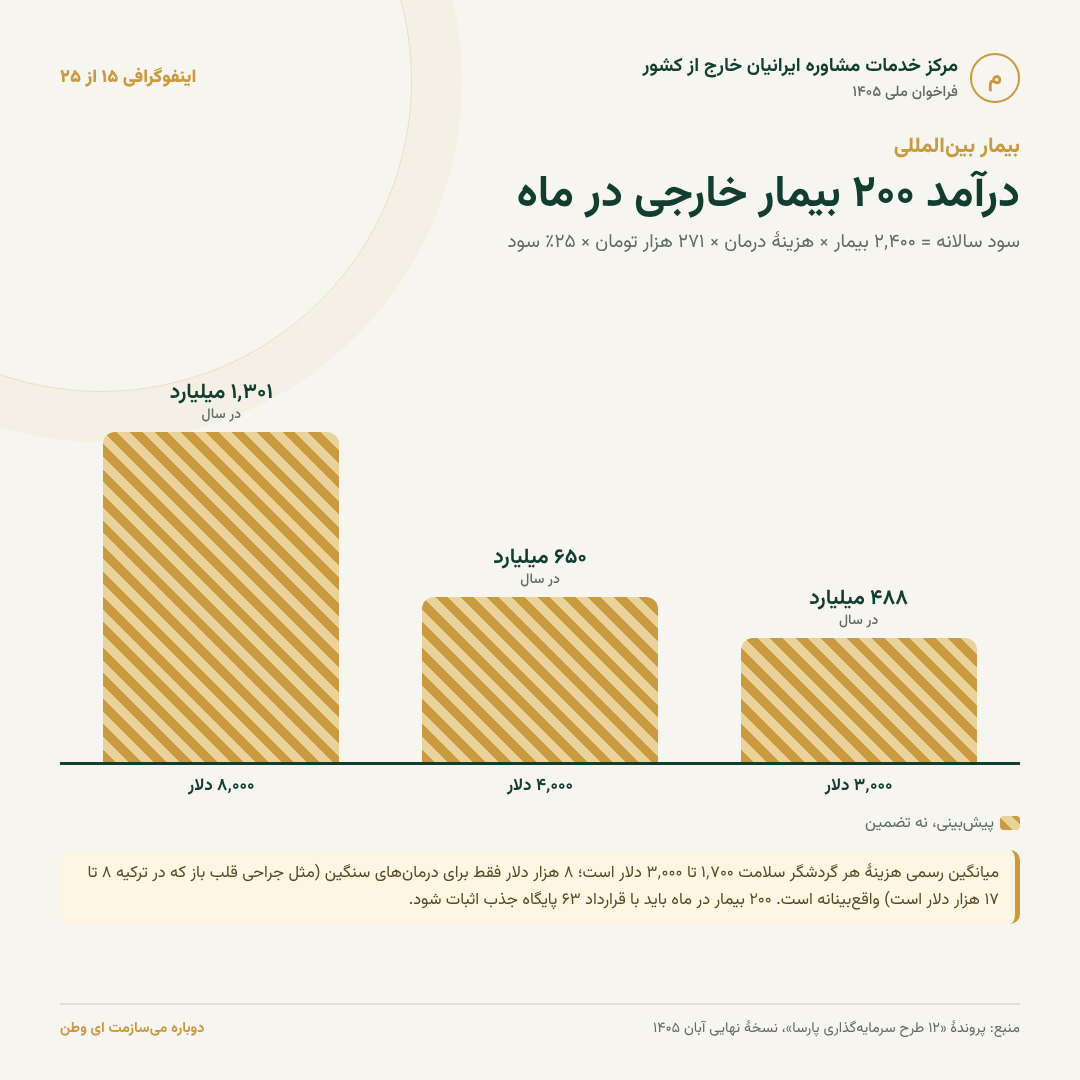 م
مرکز خدمات مشاوره ایرانیان خارج از کشور
فراخوان ملی ۱۴۰۵
اینفوگرافی ۱۵ از ۲۵
بیمار بین‌المللی
درآمد ۲۰۰ بیمار خارجی در ماه
سود سالانه = ۲,۴۰۰ بیمار × هزینهٔ درمان × ۲۷۱ هزار تومان × ۲۵٪ سود
۴۸۸ میلیارد
در سال
۶۵۰ میلیارد
در سال
۱,۳۰۱ میلیارد
در سال
۳,۰۰۰ دلار
۴,۰۰۰ دلار
۸,۰۰۰ دلار
پیش‌بینی، نه تضمین
میانگین رسمی هزینهٔ هر گردشگر سلامت ۱,۷۰۰ تا ۳,۰۰۰ دلار است؛ ۸ هزار دلار فقط برای درمان‌های سنگین (مثل جراحی قلب باز که در ترکیه ۸ تا
۱۷ هزار دلار است) واقع‌بینانه است. ۲۰۰ بیمار در ماه باید با قرارداد ۶۳ پایگاه جذب اثبات شود.
منبع: پروندهٔ «۱۲ طرح سرمایه‌گذاری پارسا»، نسخهٔ نهایی آبان ۱۴۰۵
دوباره می‌سازمت ای وطن